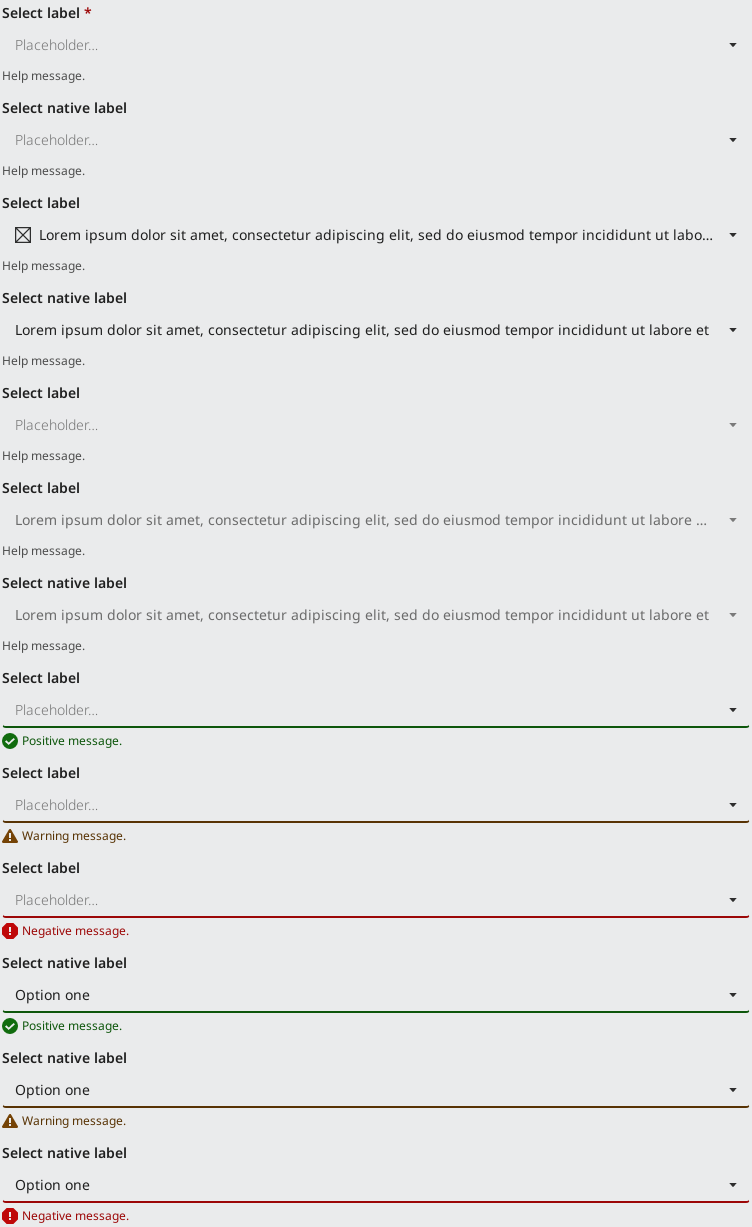 Select label *
Placeholder...
Help message.
Select native label
Placeholder...
Help message.
Select label
Lorem ipsum dolor sit amet, consectetur adipiscing elit, sed do eiusmod tempor incididunt ut labo...
Help message.
Select native label
Lorem ipsum dolor sit amet, consectetur adipiscing elit, sed do eiusmod tempor incididunt ut labore et
Help message.
Select label
Placeholder...
Help message.
Select label
Lorem ipsum dolor sit amet, consectetur adipiscing elit, sed do eiusmod tempor incididunt ut labore ...
Help message.
Select native label
Lorem ipsum dolor sit amet, consectetur adipiscing elit, sed do eiusmod tempor incididunt ut labore et
Help message.
Select label
Placeholder...
Positive message.
Select label
Placeholder...
Warning message.
Select label
Placeholder...
Negative message.
Select native label
Option one
Positive message.
Select native label
Option one
Warning message.
Select native label
Option one
Negative message.